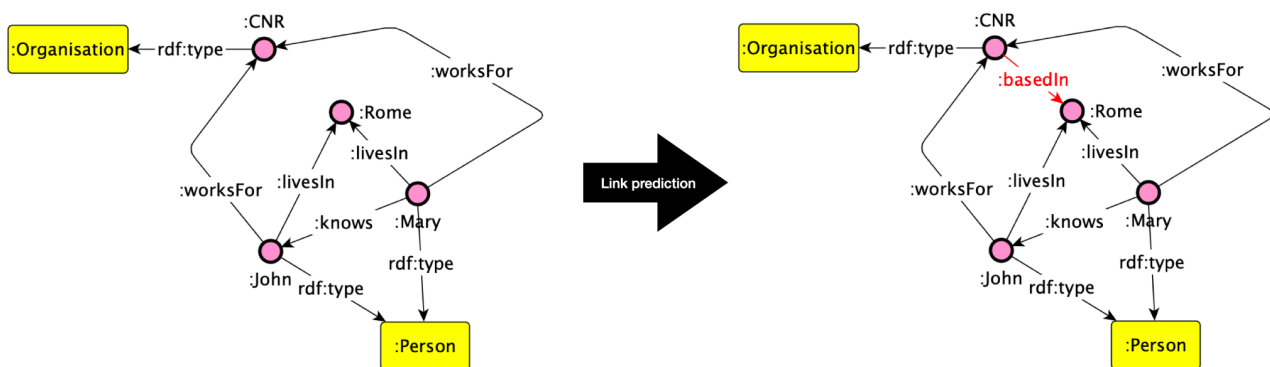 :CNR
:Organisation
rdf:type
:worksFor
:Rome
:livesIn
:worksFor
:livesIn
:knows
:Mary
:John
rdf:type
rdf:type
:Person
Link prediction
:CNR
:Organisation
rdf:type
:worksFor
:basedIn
:Rome
:livesIn
:worksFor
:livesIn
:knows
:Mary
:John
rdf:type
rdf:type
:Person